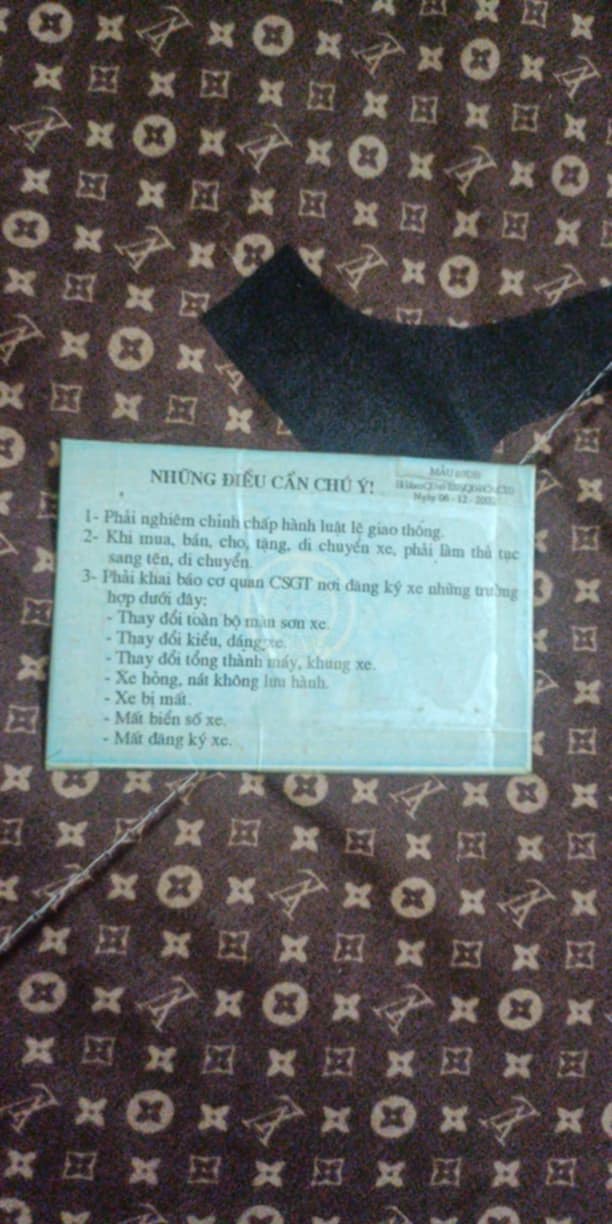 NHỮNG ĐIỀU CẦN CHÚ Ý!
MẪU
Ngày 06 - 12 -
1- Phải nghiêm chỉnh chấp hành luật lệ giao thông.
2- Khi mua, bán, cho, tặng, di chuyển xe, phải làm thủ tục
sang tên, di chuyển.
3- Phải khai báo cơ quan CSGT nơi đăng ký xe những trường
hợp dưới đây:
- Thay đổi toàn bộ màu sơn xe.
- Thay đổi kiểu, dáng xe.
- Thay đổi tổng thành máy, khung xe.
- Xe hỏng, nát không lưu hành.
- Xe bị mất.
- Mất biển số xe.
- Mất đăng ký xe.